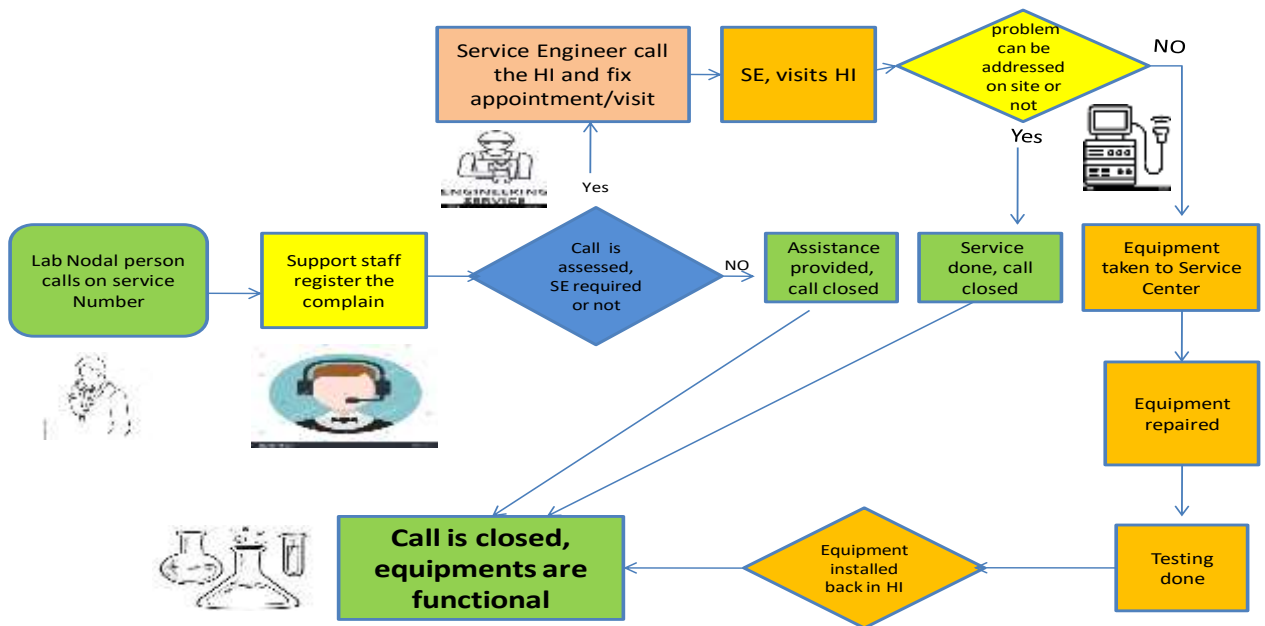 Service Engineer call
the HI and fix
appointment/visit
SE, visits HI
problem
can be
addressed
on site or
not
NO
Yes
ENGINEERING
SERVICE
Yes
Lab Nodal person
calls on service
Number
Support staff
register the
complain
Call is
assessed,
SE required
or not
NO
Assistance
provided,
call closed
Service
done, call
closed
Equipment
taken to Service
Center
Equipment
repaired
Call is closed,
equipments are
functional
Equipment
installed
back in HI
Testing
done